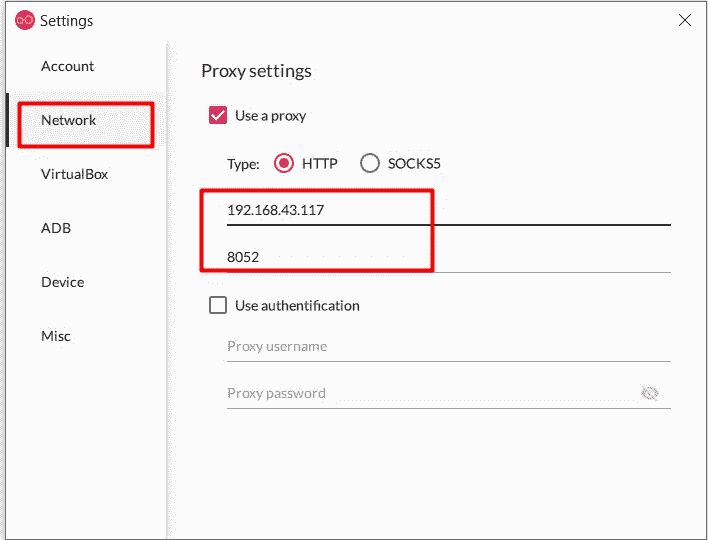 Settings
Account
Network
VirtualBox
ADB
Device
Misc
Proxy settings
Use a proxy
Type: HTTP SOCKS5
192.168.43.117
8052
Use authentification
Proxy username
Proxy password